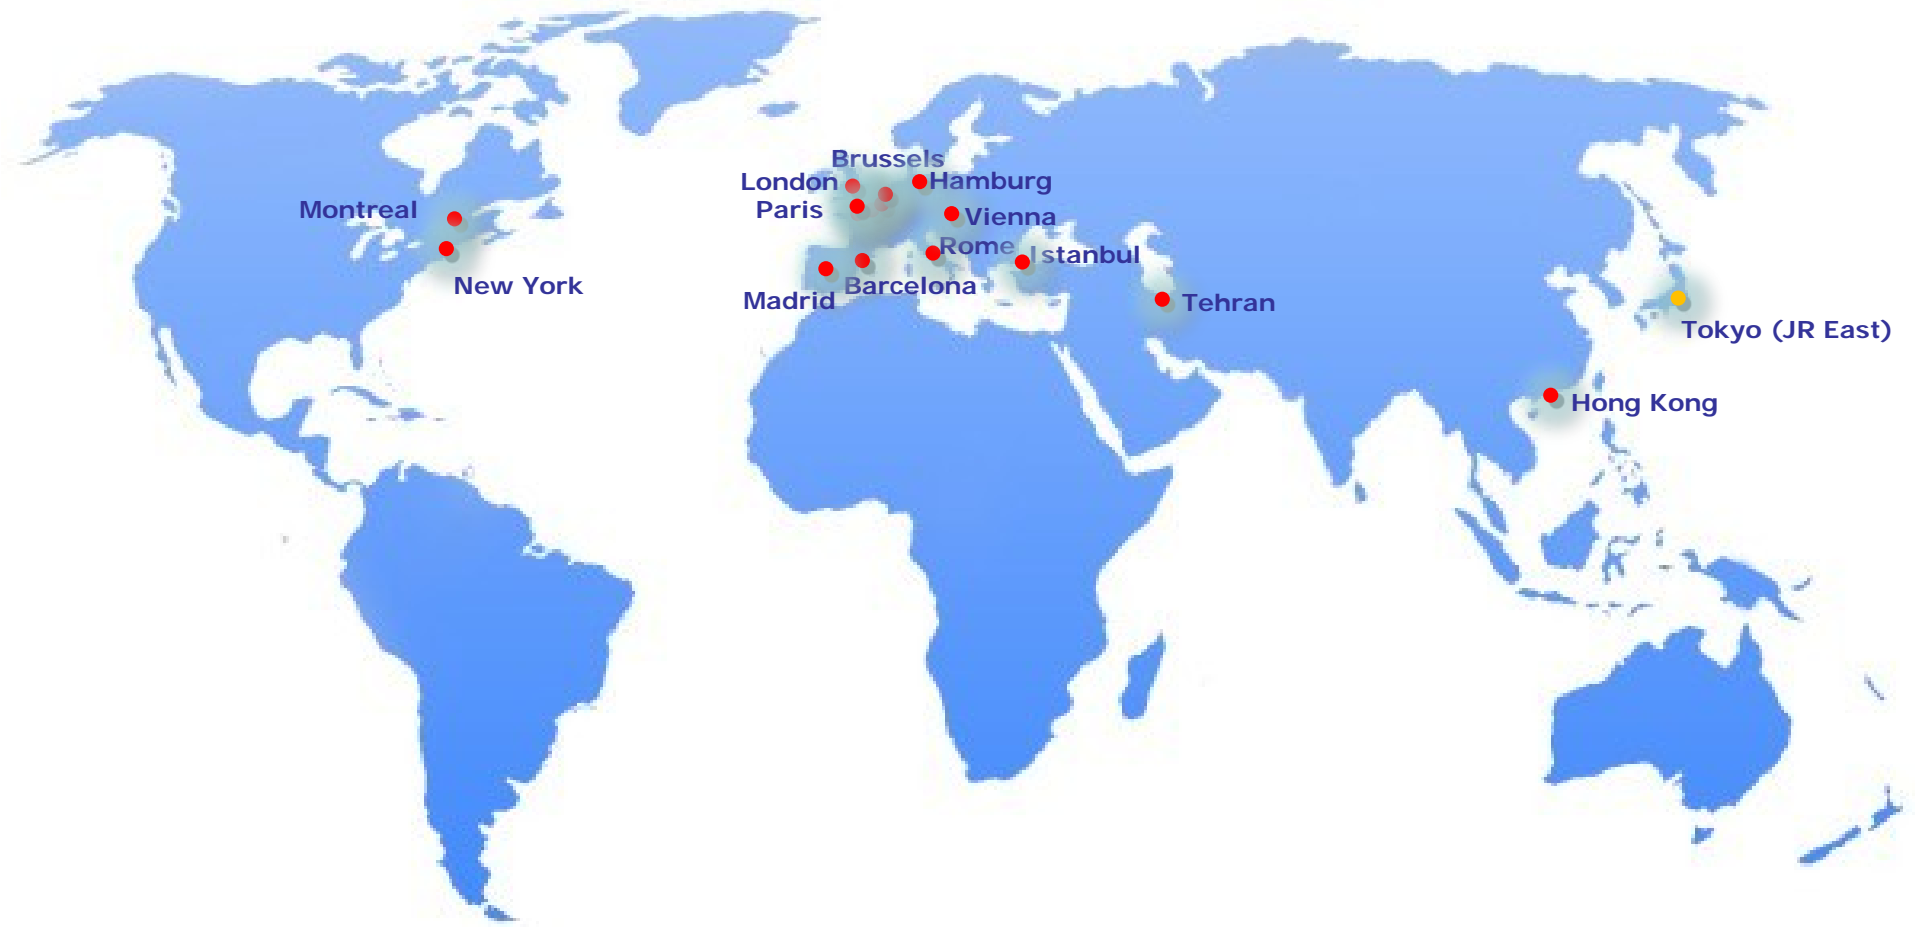 Brussels
London
Hamburg
Montreal
Paris
Vienna
Rome
Istanbul
New York
Barcelona
Madrid
Tehran
Tokyo (JR East)
Hong Kong